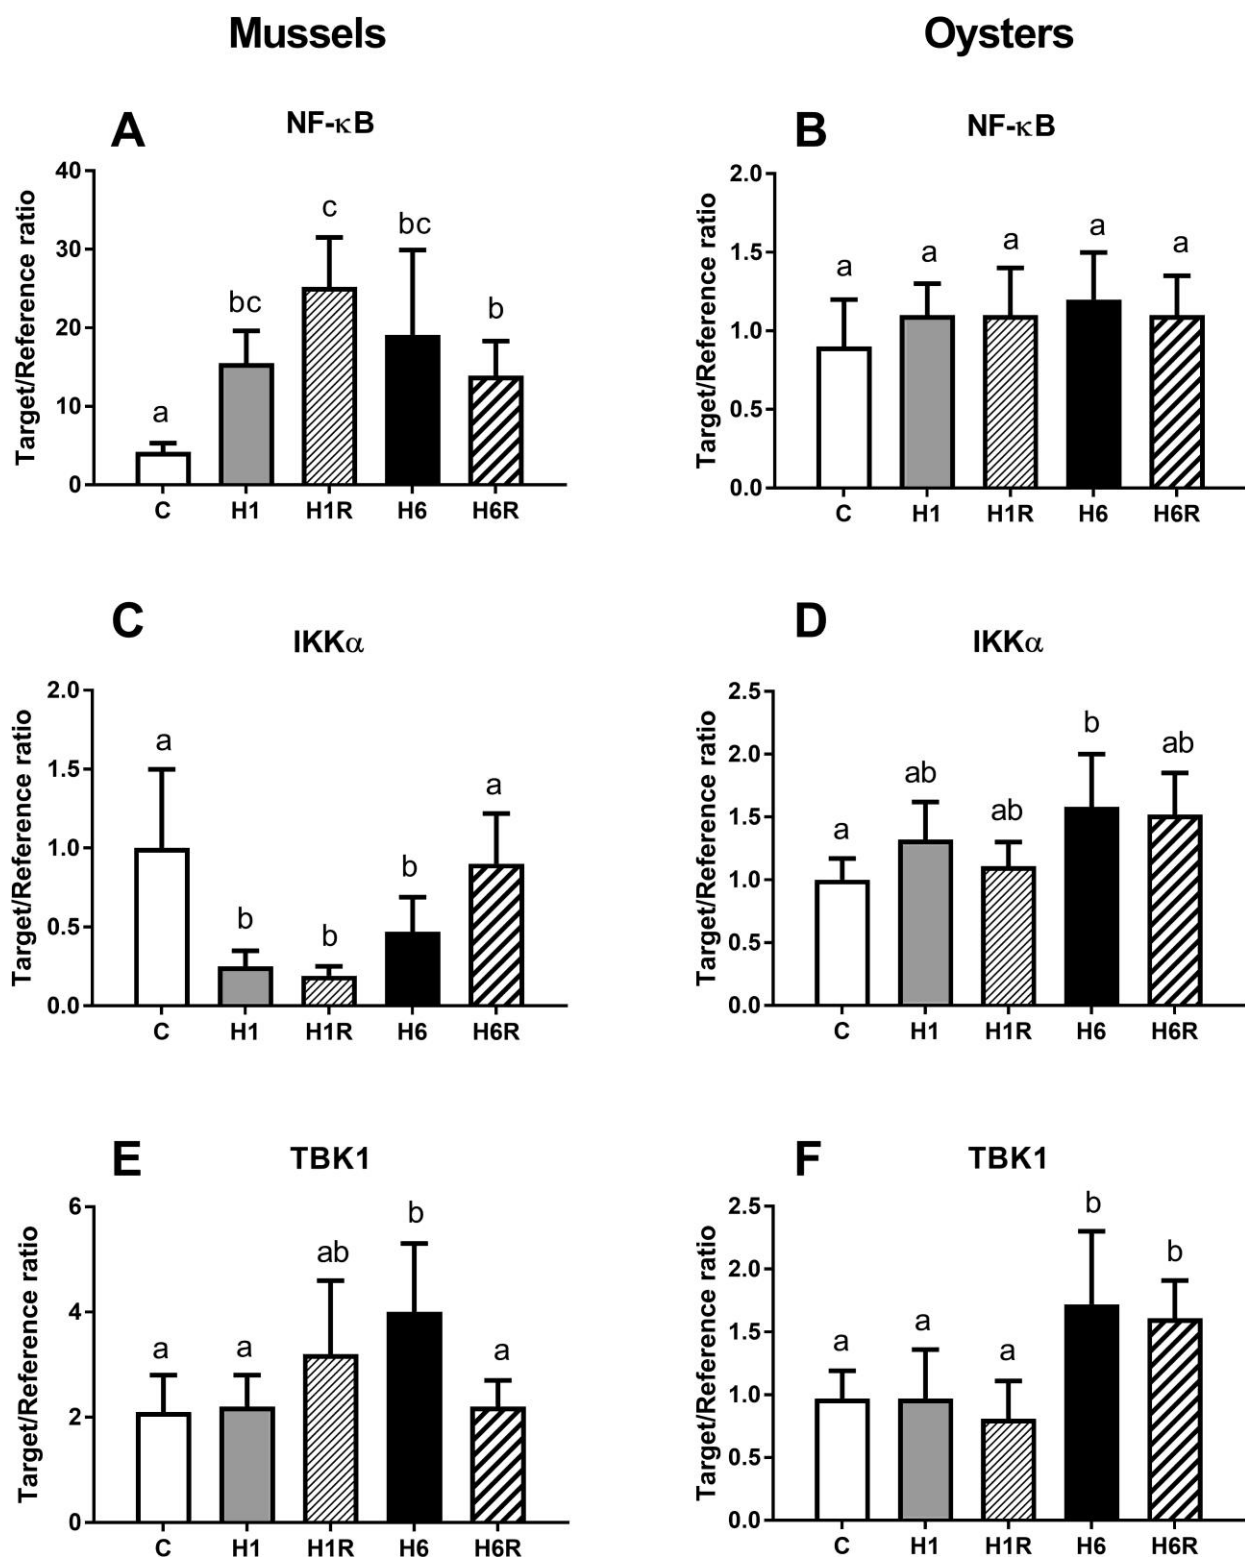 Mussels
Oysters
A
NF-κB
40
30
20
10
0
Target/Reference ratio
a
bc
c
bc
b
C
H1
H1R
H6
H6R
B
NF-κB
2.0
1.5
1.0
0.5
0.0
Target/Reference ratio
a
a
a
a
a
C
H1
H1R
H6
H6R
C
IKKα
2.0
1.5
1.0
0.5
0.0
Target/Reference ratio
a
b
b
b
a
C
H1
H1R
H6
H6R
D
IKKα
2.5
2.0
1.5
1.0
0.5
0.0
Target/Reference ratio
a
ab
ab
b
ab
C
H1
H1R
H6
H6R
E
TBK1
6
4
2
0
Target/Reference ratio
a
a
ab
b
a
C
H1
H1R
H6
H6R
F
TBK1
2.5
2.0
1.5
1.0
0.5
0.0
Target/Reference ratio
a
a
a
b
b
C
H1
H1R
H6
H6R